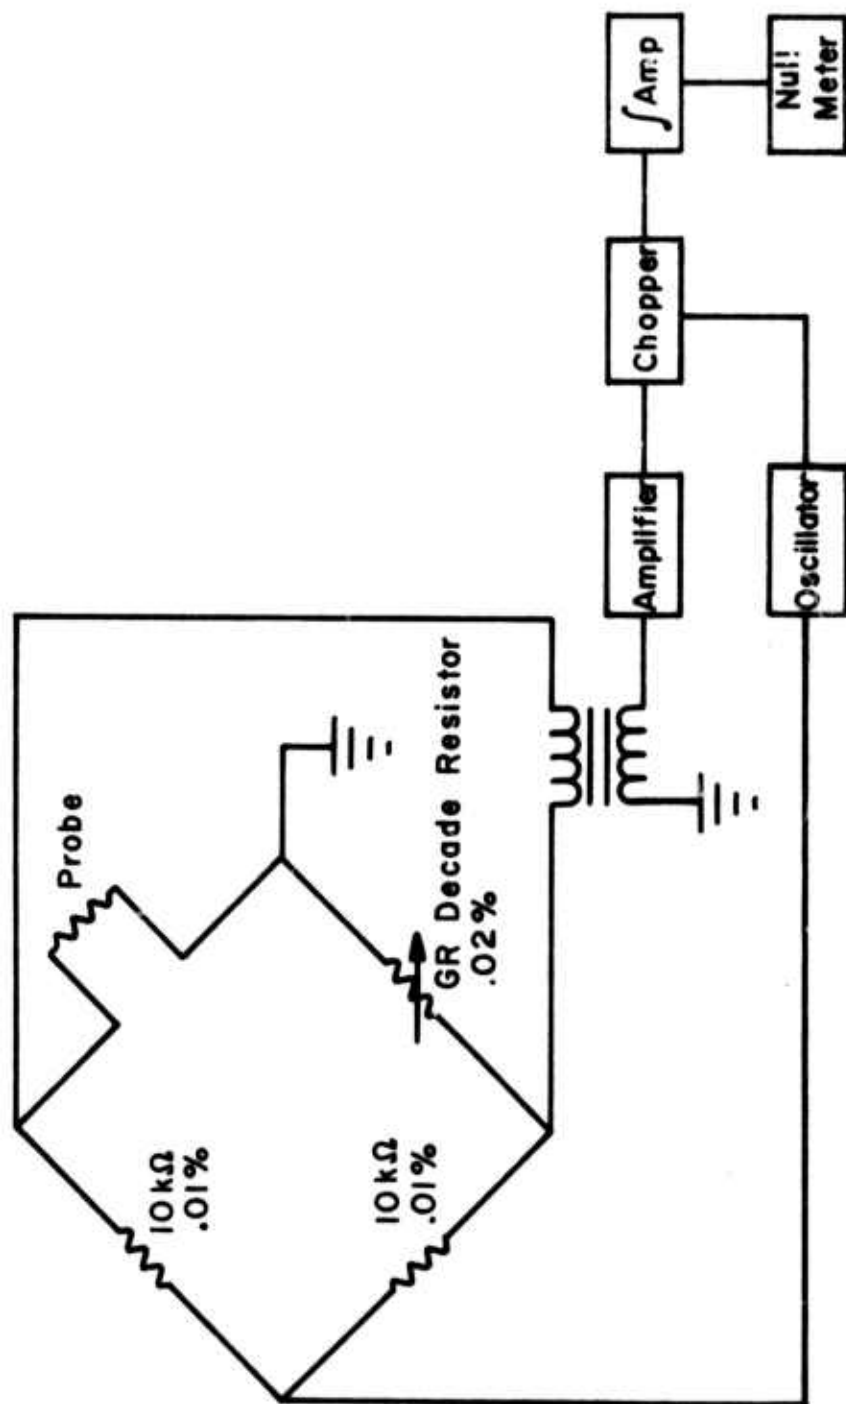 Probe
10kΩ
.01%
10kΩ
.01%
GR Decade Resistor
.02%
Amplifier
Chopper
∫Amp
Oscillator
Null
Meter